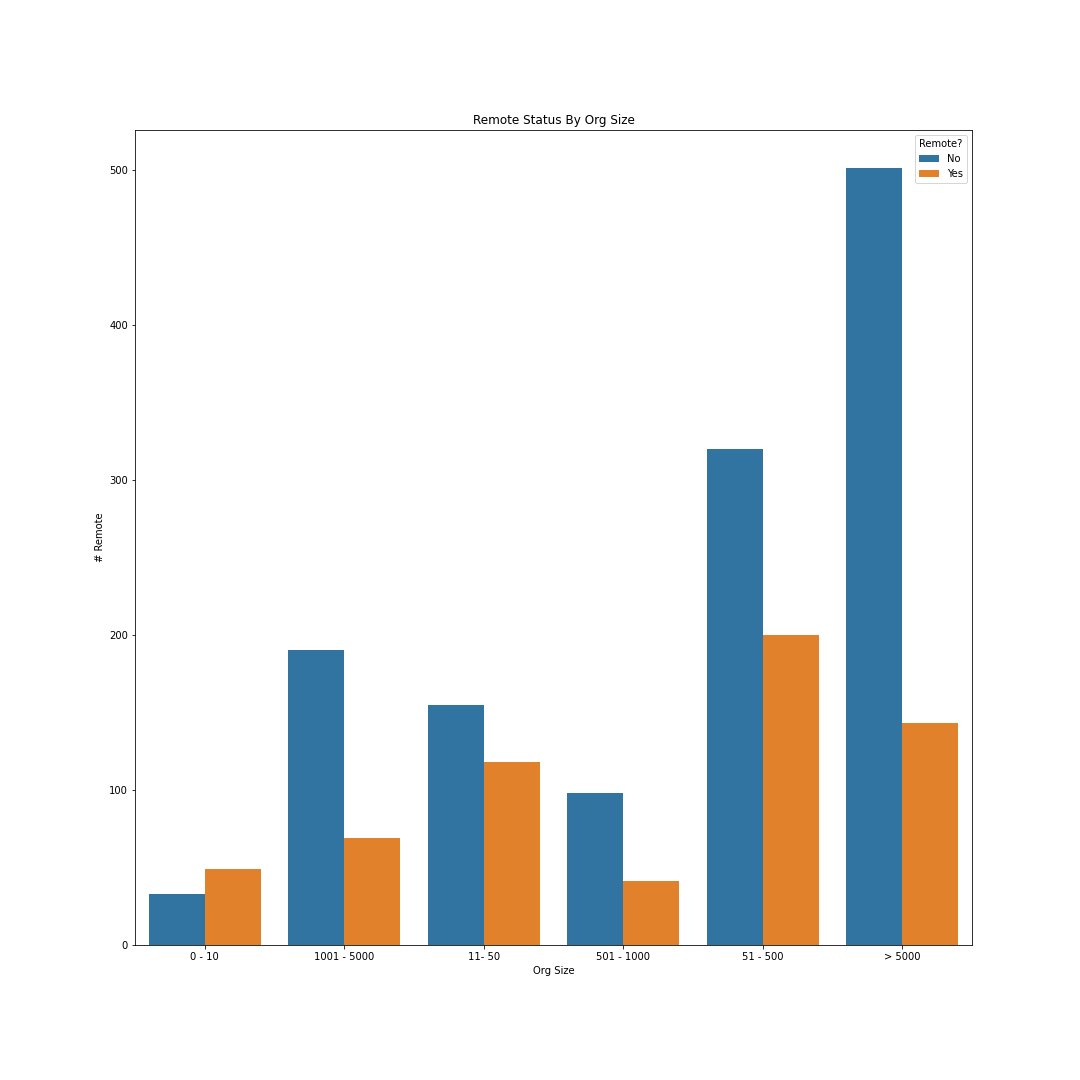 Remote Status By Org Size
Remote?
No
Yes
500
400
300
200
100
0
# Remote
0 - 10
1001 - 5000
11- 50
501 - 1000
51 - 500
> 5000
Org Size